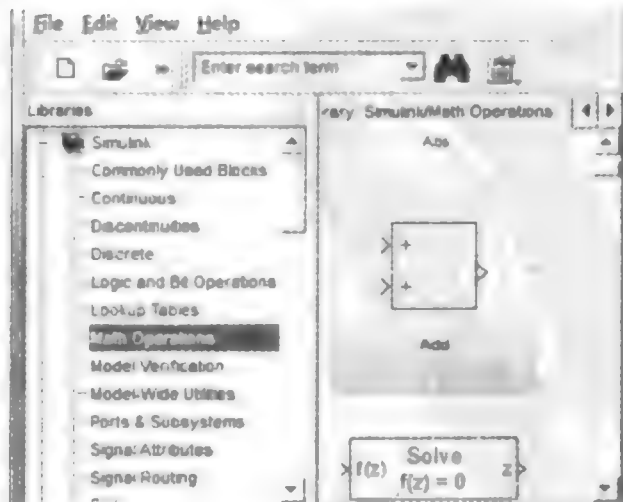 File Edit View Help
Enter search term
Libraries
Simulink
Commonly Used Blocks
Continuous
Discontinuities
Discrete
Logic and Bit Operations
Lookup Tables
Math Operations
Model Verification
Model-Wide Utilities
Ports & Subsystems
Signal Attributes
Signal Routing
rary: Simulink/Math Operations
Abs
+
+
Add
f(z) Solve z
f(z) = 0